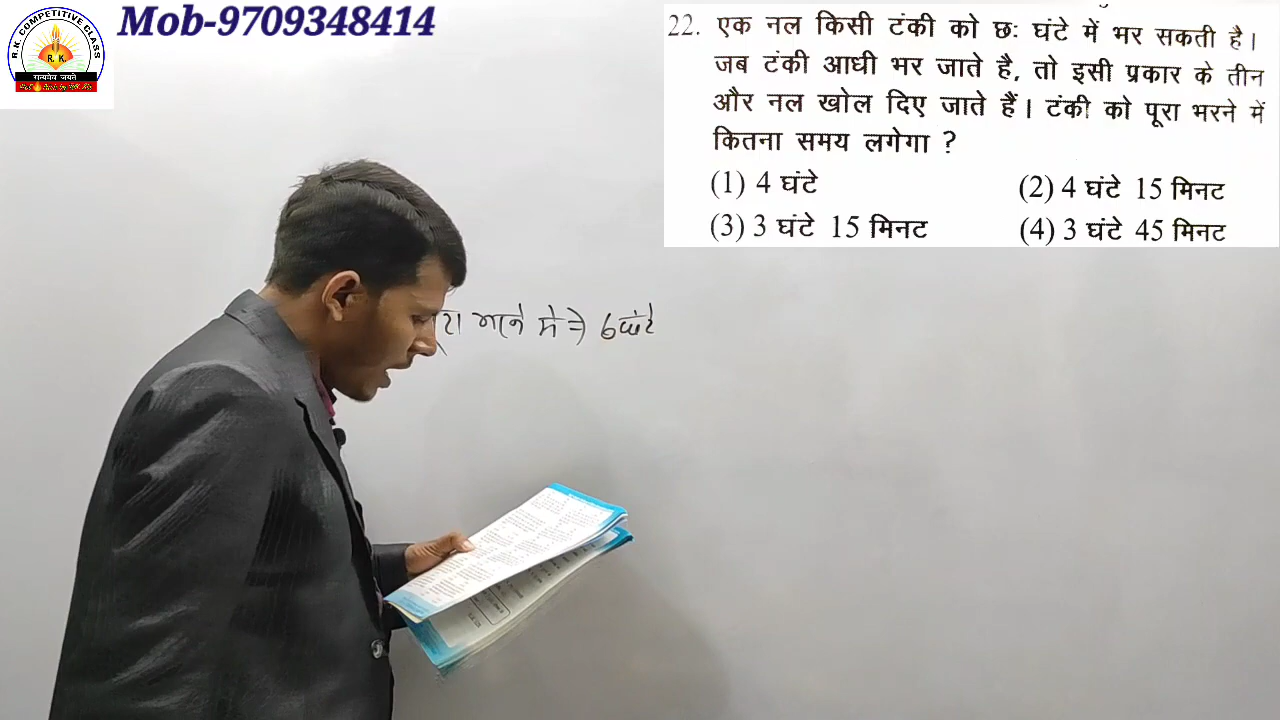 Mob-9709348414
R.K COMPETITIVE CLASS
R. K.
सत्यमेव जयते
22. एक नल किसी टंकी को छः घंटे में भर सकती है।
जब टंकी आधी भर जाते है, तो इसी प्रकार के तीन
और नल खोल दिए जाते हैं। टंकी को पूरा भरने में
कितना समय लगेगा ?
(1) 4 घंटे (2) 4 घंटे 15 मिनट
(3) 3 घंटे 15 मिनट (4) 3 घंटे 45 मिनट
भरने में ⇒ 6 घंटे